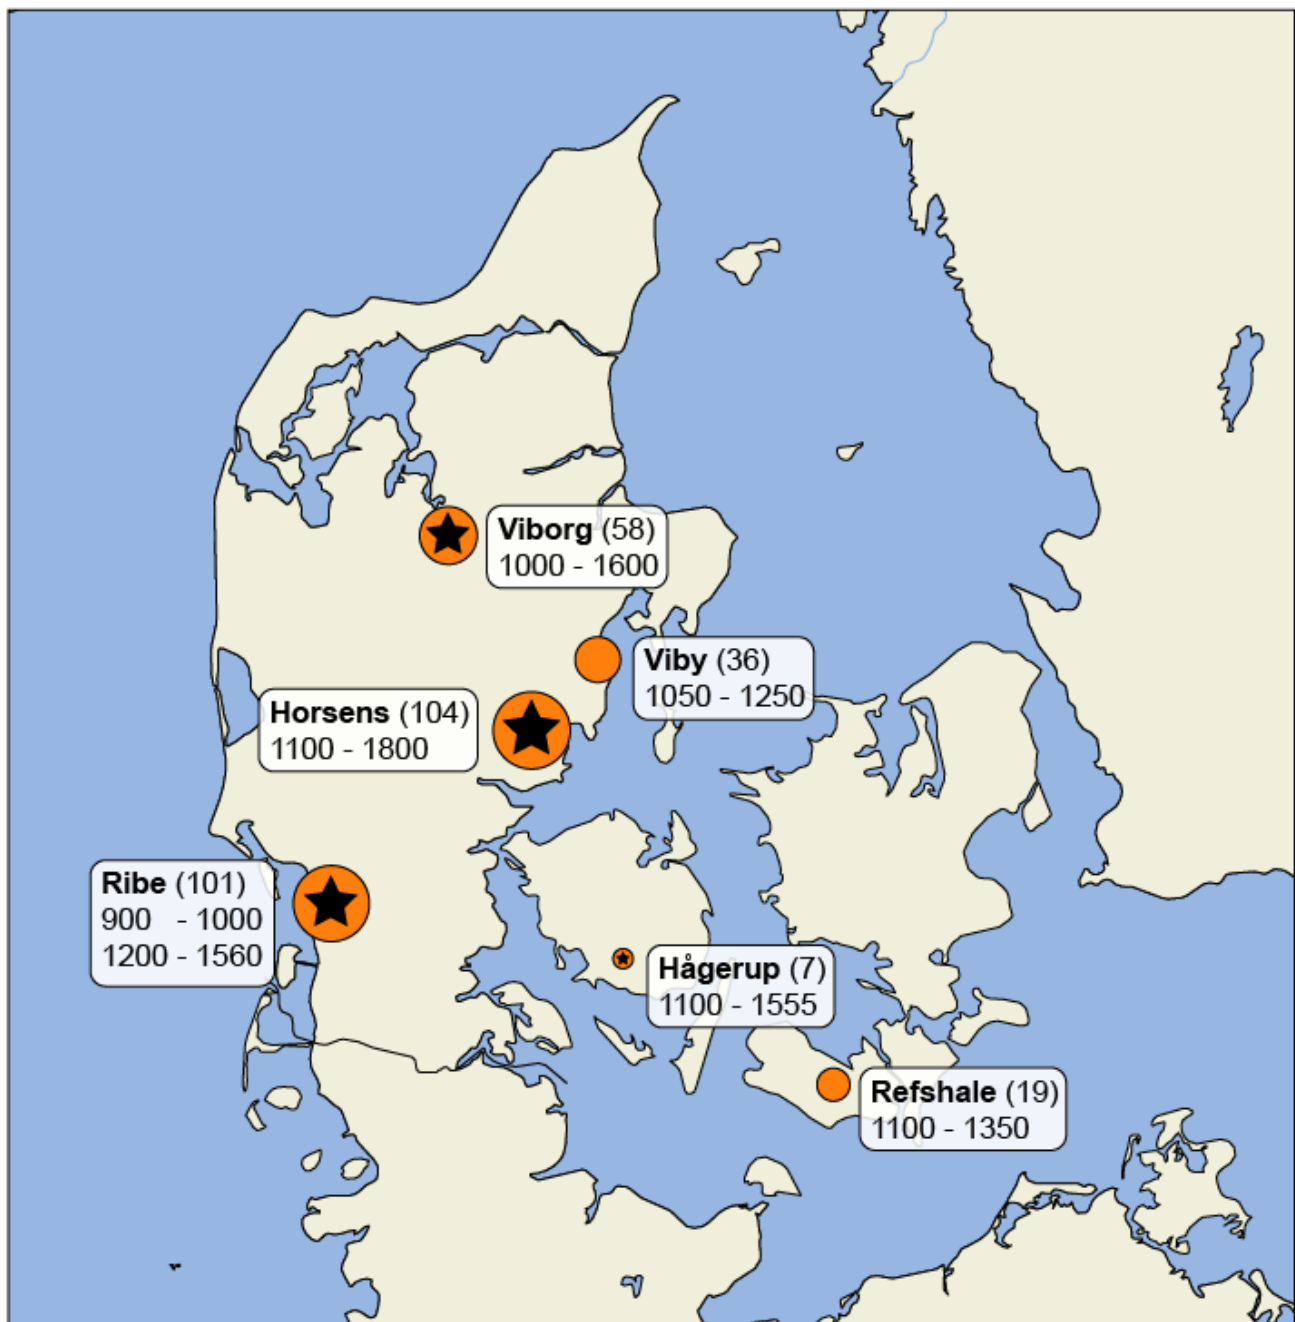 Viborg (58)
1000 - 1600
Viby (36)
1050 - 1250
Horsens (104)
1100 - 1800
Ribe (101)
900 - 1000
1200 - 1560
Hågerup (7)
1100 - 1555
Refshale (19)
1100 - 1350